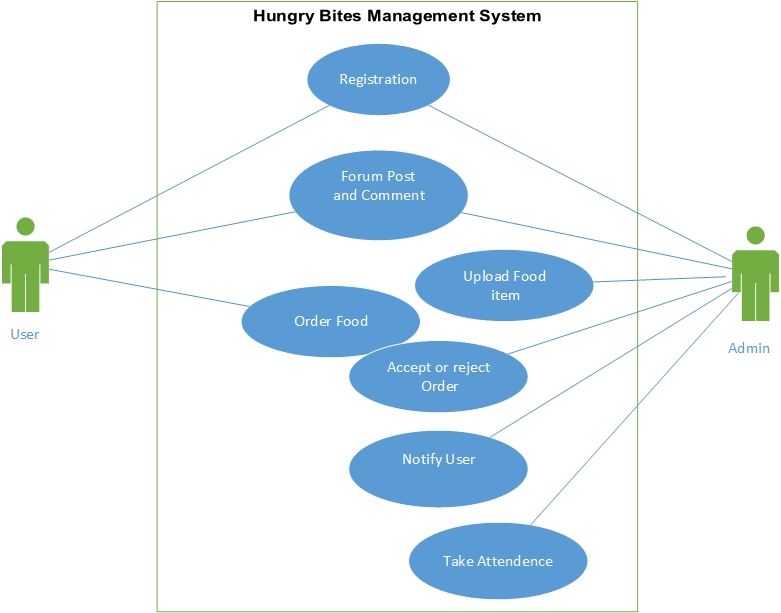 Hungry Bites Management System
Registration
Forum Post
and Comment
Upload Food
item
Order Food
User
Accept or reject
Order
Admin
Notify User
Take Attendence